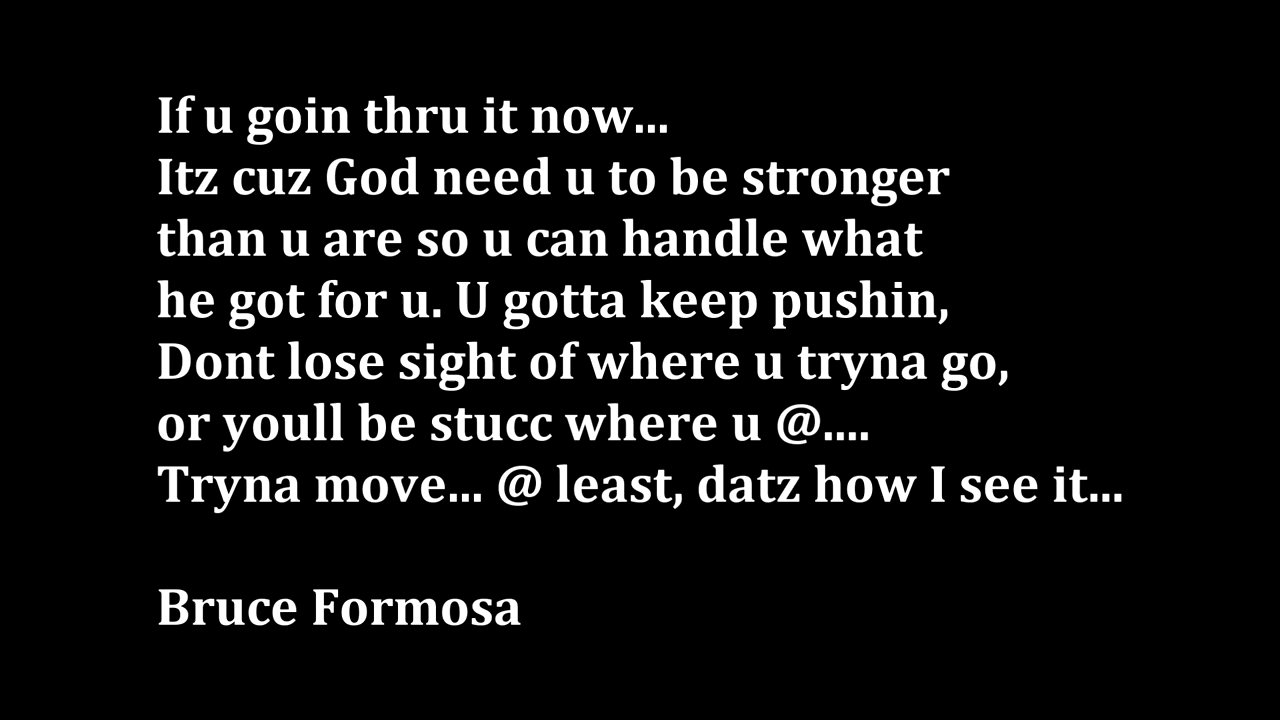 If u goin thru it now...
Itz cuz God need u to be stronger
than u are so u can handle what
he got for u. U gotta keep pushin,
Dont lose sight of where u tryna go,
or youll be stucc where u @....
Tryna move... @ least, datz how I see it...
Bruce Formosa